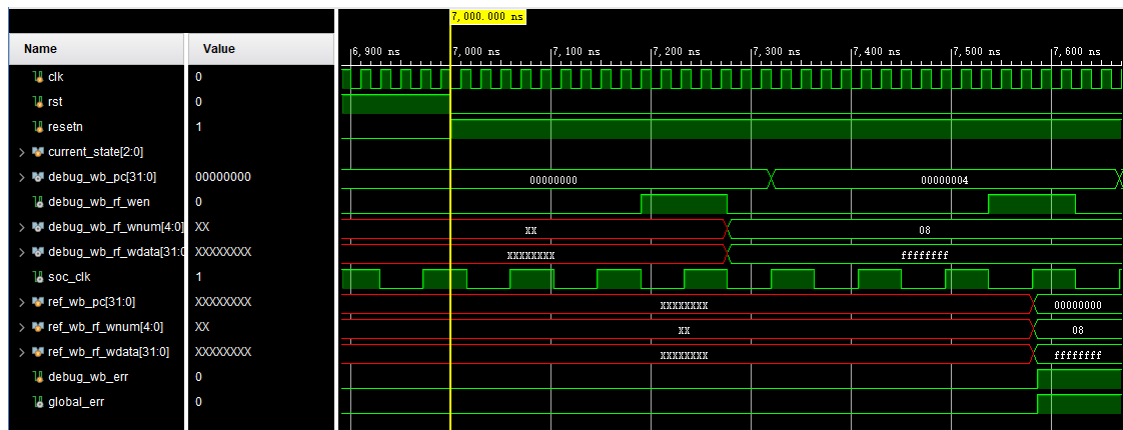 7,000.000 ns
Name Value
6,900 ns 7,000 ns 7,100 ns 7,200 ns 7,300 ns 7,400 ns 7,500 ns 7,600 ns
clk 0
rst 0
resetn 1
current_state[2:0]
debug_wb_pc[31:0] 00000000 00000000 00000004
debug_wb_rf_wen 0
debug_wb_rf_wnum[4:0] XX XX 08
debug_wb_rf_wdata[31:0 XXXXXXXX XXXXXXXX ffffffff
soc_clk 1
ref_wb_pc[31:0] XXXXXXXX XXXXXXXX 00000000
ref_wb_rf_wnum[4:0] XX XX 08
ref_wb_rf_wdata[31:0] XXXXXXXX XXXXXXXX ffffffff
debug_wb_err 0
global_err 0